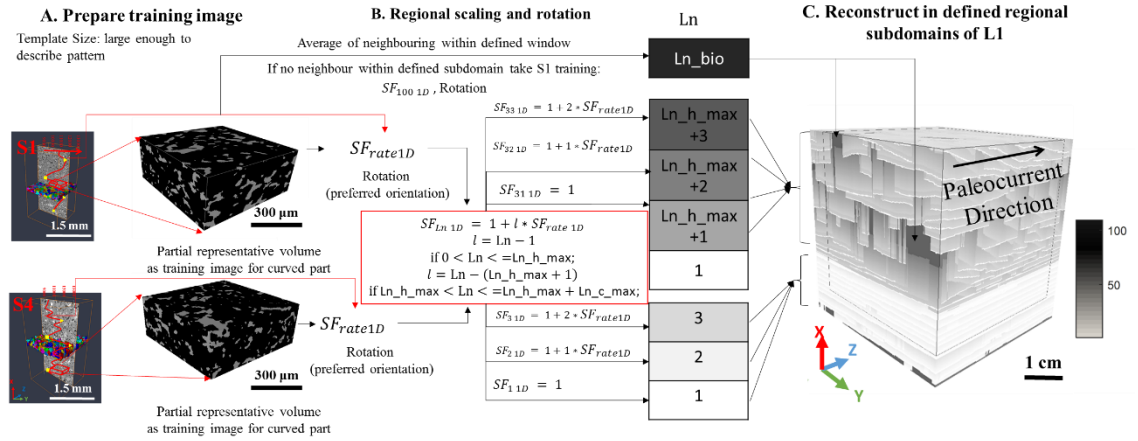 A. Prepare training image
Template Size: large enough to
describe pattern
S1
1.5 mm
300 µm
Partial representative volume
as training image for curved part
S4
1.5 mm
300 µm
Partial representative volume
as training image for curved part
B. Regional scaling and rotation
Average of neighbouring within defined window
If no neighbour within defined subdomain take S1 training:
SF100 1D , Rotation
SFrate1D
Rotation
(preferred orientation)
SFLn 1D = 1 + l * SFrate 1D
l = Ln − 1
if 0 < Ln <=Ln_h_max;
l = Ln − (Ln_h_max + 1)
if Ln_h_max < Ln <=Ln_h_max + Ln_c_max;
SFrate1D
Rotation
(preferred orientation)
SF33 1D = 1 + 2 * SFrate1D
SF32 1D = 1 + 1 * SFrate1D
SF31 1D = 1
SF3 1D = 1 + 2 * SFrate1D
SF2 1D = 1 + 1 * SFrate1D
SF1 1D = 1
Ln
Ln_bio
Ln_h_max
+3
Ln_h_max
+2
Ln_h_max
+1
1
3
2
1
C. Reconstruct in defined regional
subdomains of L1
Paleocurrent
Direction
100
50
X
Z
Y
1 cm